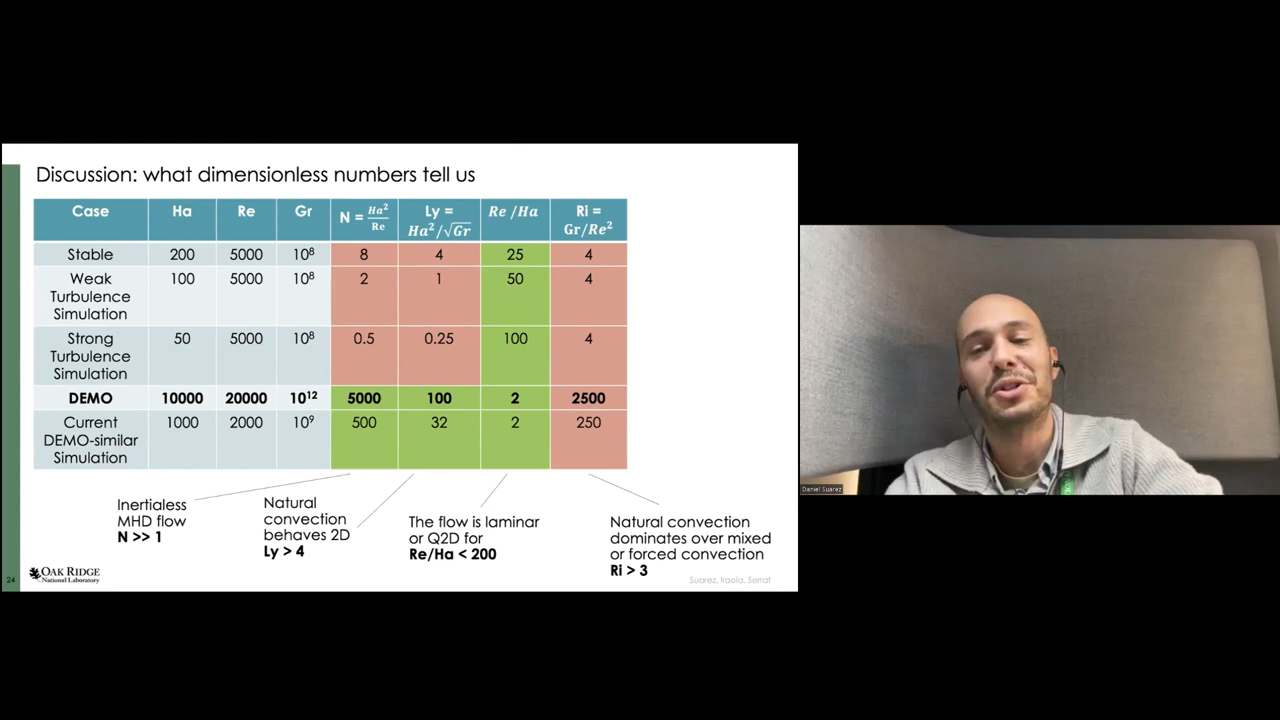 Discussion: what dimensionless numbers tell us
Case Ha Re Gr N = Ha²/Re Ly = Ha²/√Gr Re/Ha Ri = Gr/Re²
Stable 200 5000 10⁸ 8 4 25 4
Weak Turbulence Simulation 100 5000 10⁸ 2 1 50 4
Strong Turbulence Simulation 50 5000 10⁸ 0.5 0.25 100 4
DEMO 10000 20000 10¹² 5000 100 2 2500
Current DEMO-similar Simulation 1000 2000 10⁹ 500 32 2 250
Inertialess
MHD flow
N >> 1
Natural
convection
behaves 2D
Ly > 4
The flow is laminar
or Q2D for
Re/Ha < 200
Natural convection
dominates over mixed
or forced convection
Ri > 3
24
OAK RIDGE
National Laboratory
Suarez, Iraola, Serrat
Daniel Suarez